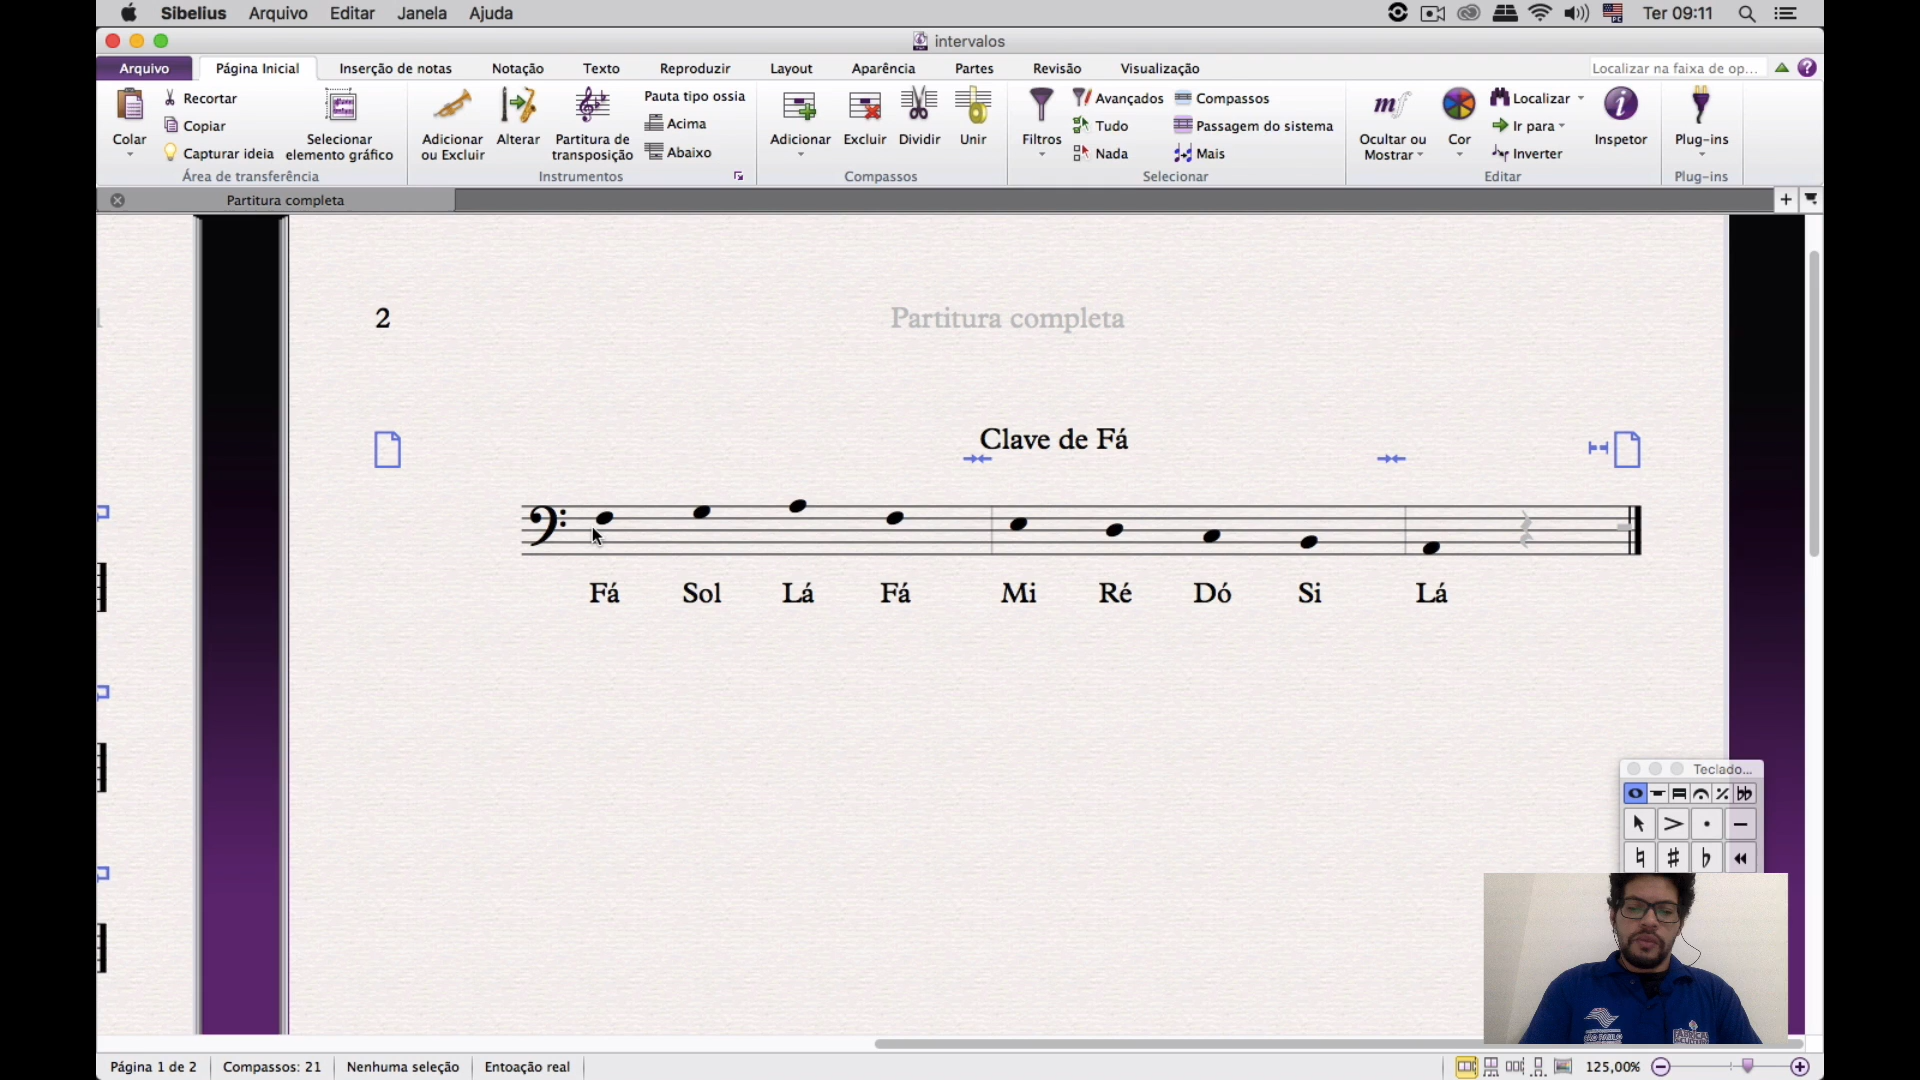 Sibelius Arquivo Editar Janela Ajuda Ter 09:11
intervalos
Arquivo Página Inicial Inserção de notas Notação Texto Reproduzir Layout Aparência Partes Revisão Visualização Localizar na faixa de op...
Colar
Recortar
Copiar
Capturar ideia
Selecionar elemento gráfico
Área de transferência
Adicionar ou Excluir
Alterar
Partitura de transposição
Pauta tipo ossia
Acima
Abaixo
Instrumentos
Adicionar
Excluir
Dividir
Unir
Compassos
Filtros
Avançados
Tudo
Nada
Compassos
Passagem do sistema
Mais
Selecionar
mf
Ocultar ou Mostrar
Cor
Localizar
Ir para
Inverter
Inspetor
Editar
Plug-ins
Plug-ins
Partitura completa
2
Partitura completa
Clave de Fá
Fá Sol Lá Fá Mi Ré Dó Si Lá
Teclado...
SÃO PAULO
Página 1 de 2 Compassos: 21 Nenhuma seleção Entoação real 125,00%